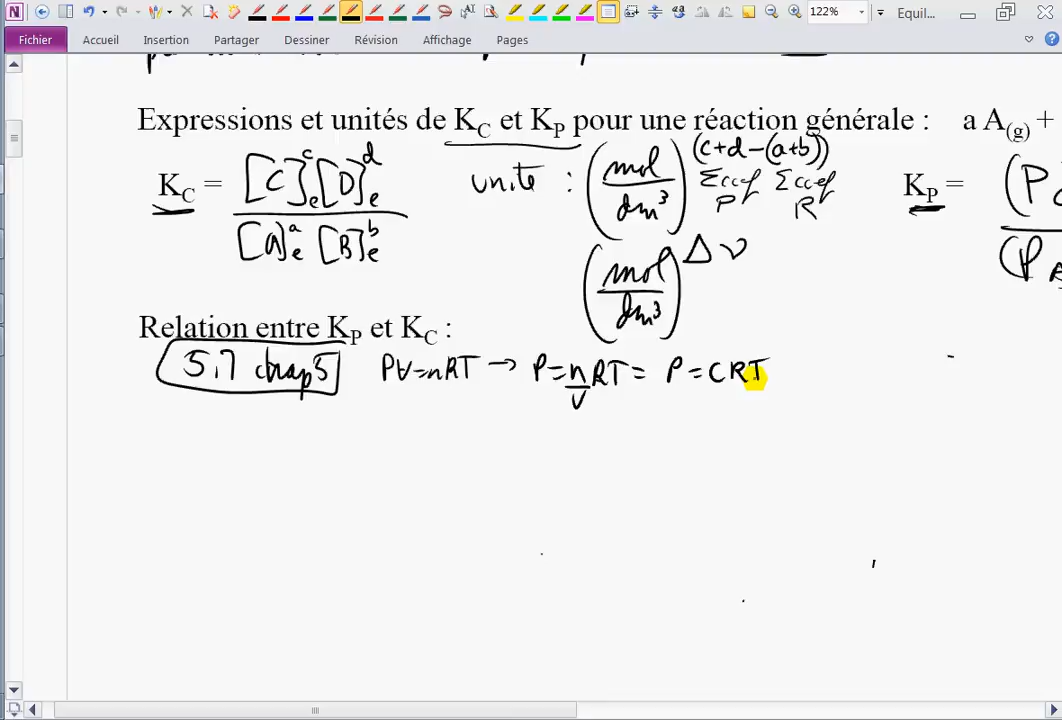 122%
Equil...
Fichier Accueil Insertion Partager Dessiner Révision Affichage Pages
Expressions et unités de K_C et K_P pour une réaction générale : a A_(g) +
K_C = [C]^c_e [D]^d_e / [A]^a_e [B]^b_e unité : (mol/dm³)^(c+d-(a+b)) K_P = (P
Σcoef Σcoef (P
P R
(mol/dm³)^Δν
Relation entre K_P et K_C :
5.7 chap5 PV=nRT → P=n/V RT= P=CRT